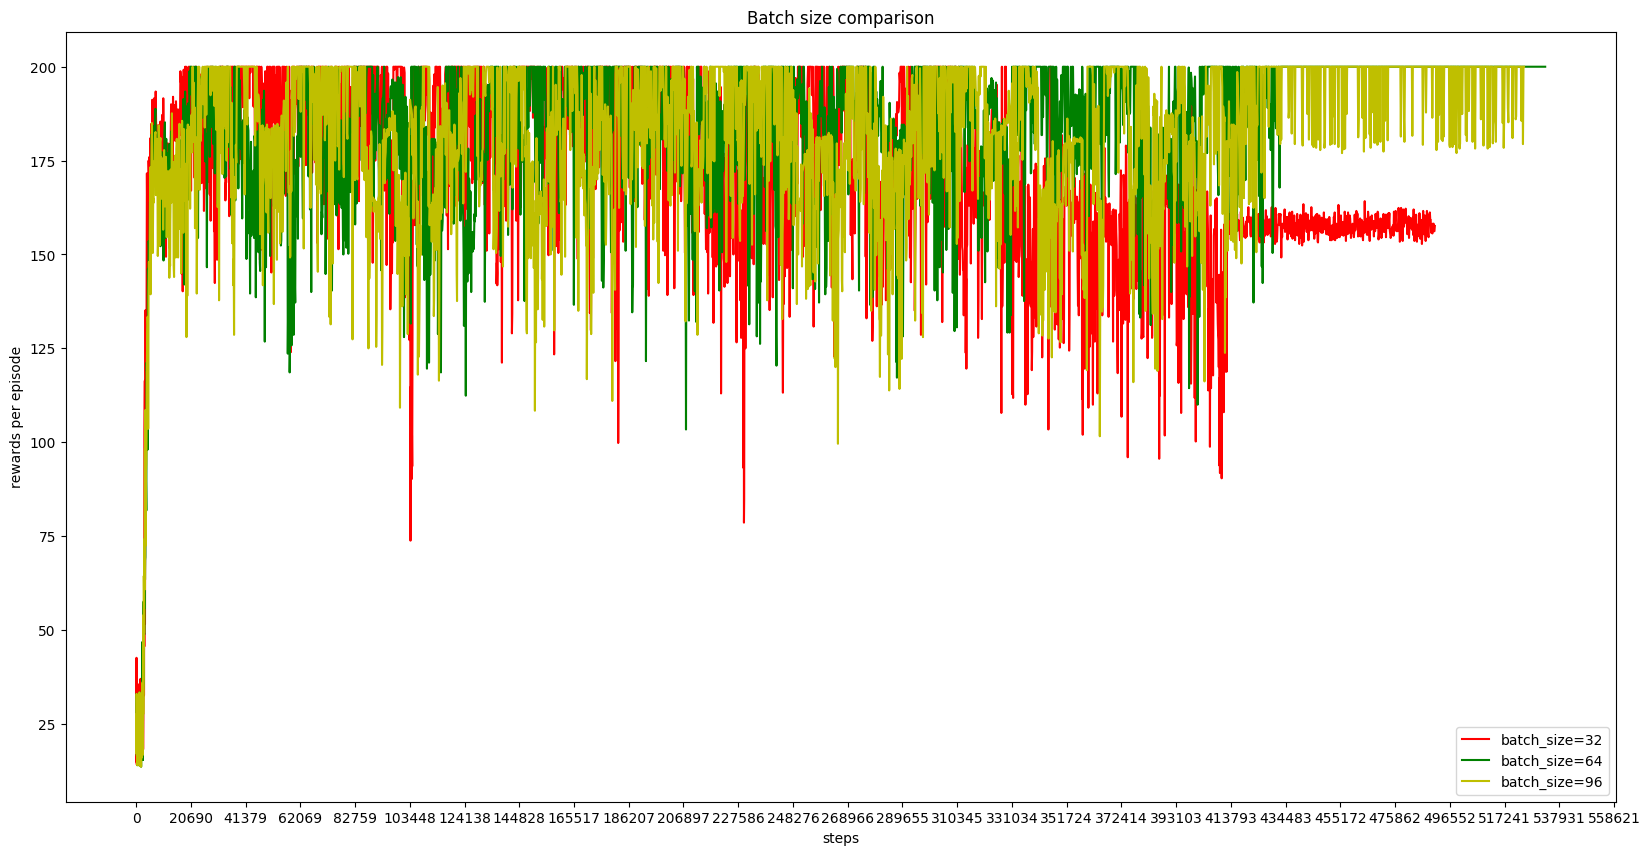 Batch size comparison
200
175
150
125
100
75
50
25
rewards per episode
batch_size=32
batch_size=64
batch_size=96
0 20690 41379 62069 82759 103448 124138 144828 165517 186207 206897 227586 248276 268966 289655 310345 331034 351724 372414 393103 413793 434483 455172 475862 496552 517241 537931 558621
steps